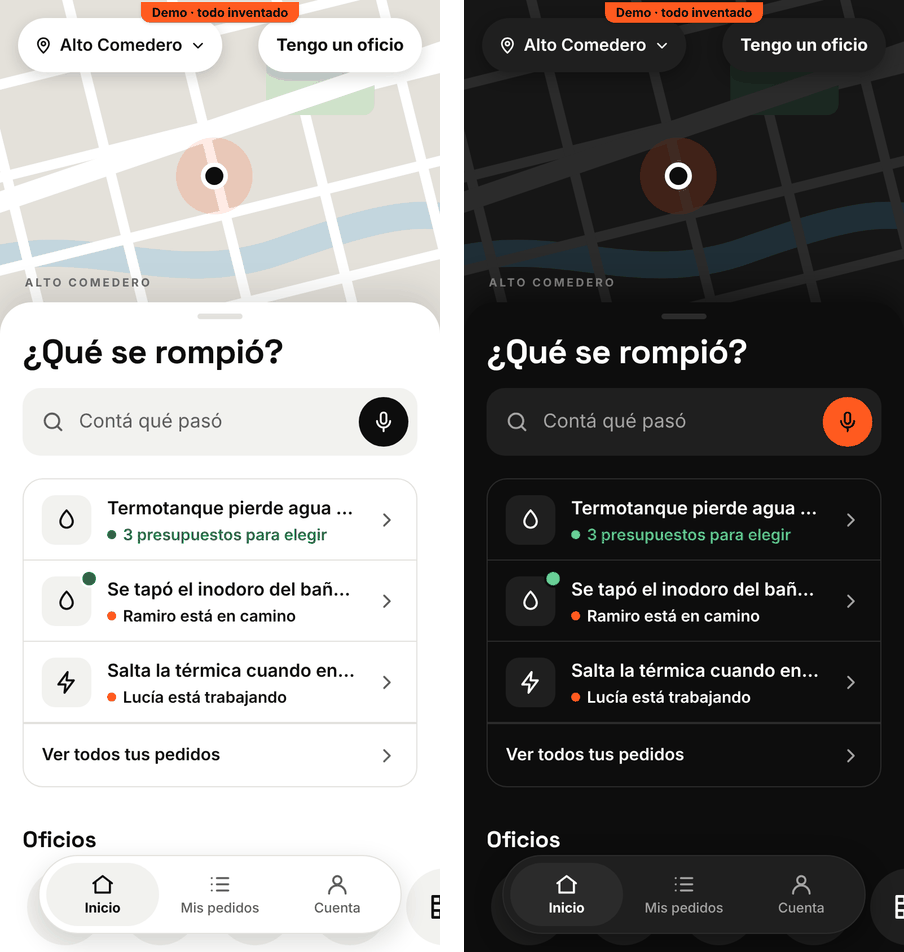 Demo · todo inventado
Alto Comedero
Tengo un oficio
ALTO COMEDERO
¿Qué se rompió?
Contá qué pasó
Termotanque pierde agua ...
3 presupuestos para elegir
Se tapó el inodoro del bañ...
Ramiro está en camino
Salta la térmica cuando en...
Lucía está trabajando
Ver todos tus pedidos
Oficios
Inicio
Mis pedidos
Cuenta
Demo · todo inventado
Alto Comedero
Tengo un oficio
ALTO COMEDERO
¿Qué se rompió?
Contá qué pasó
Termotanque pierde agua ...
3 presupuestos para elegir
Se tapó el inodoro del bañ...
Ramiro está en camino
Salta la térmica cuando en...
Lucía está trabajando
Ver todos tus pedidos
Oficios
Inicio
Mis pedidos
Cuenta